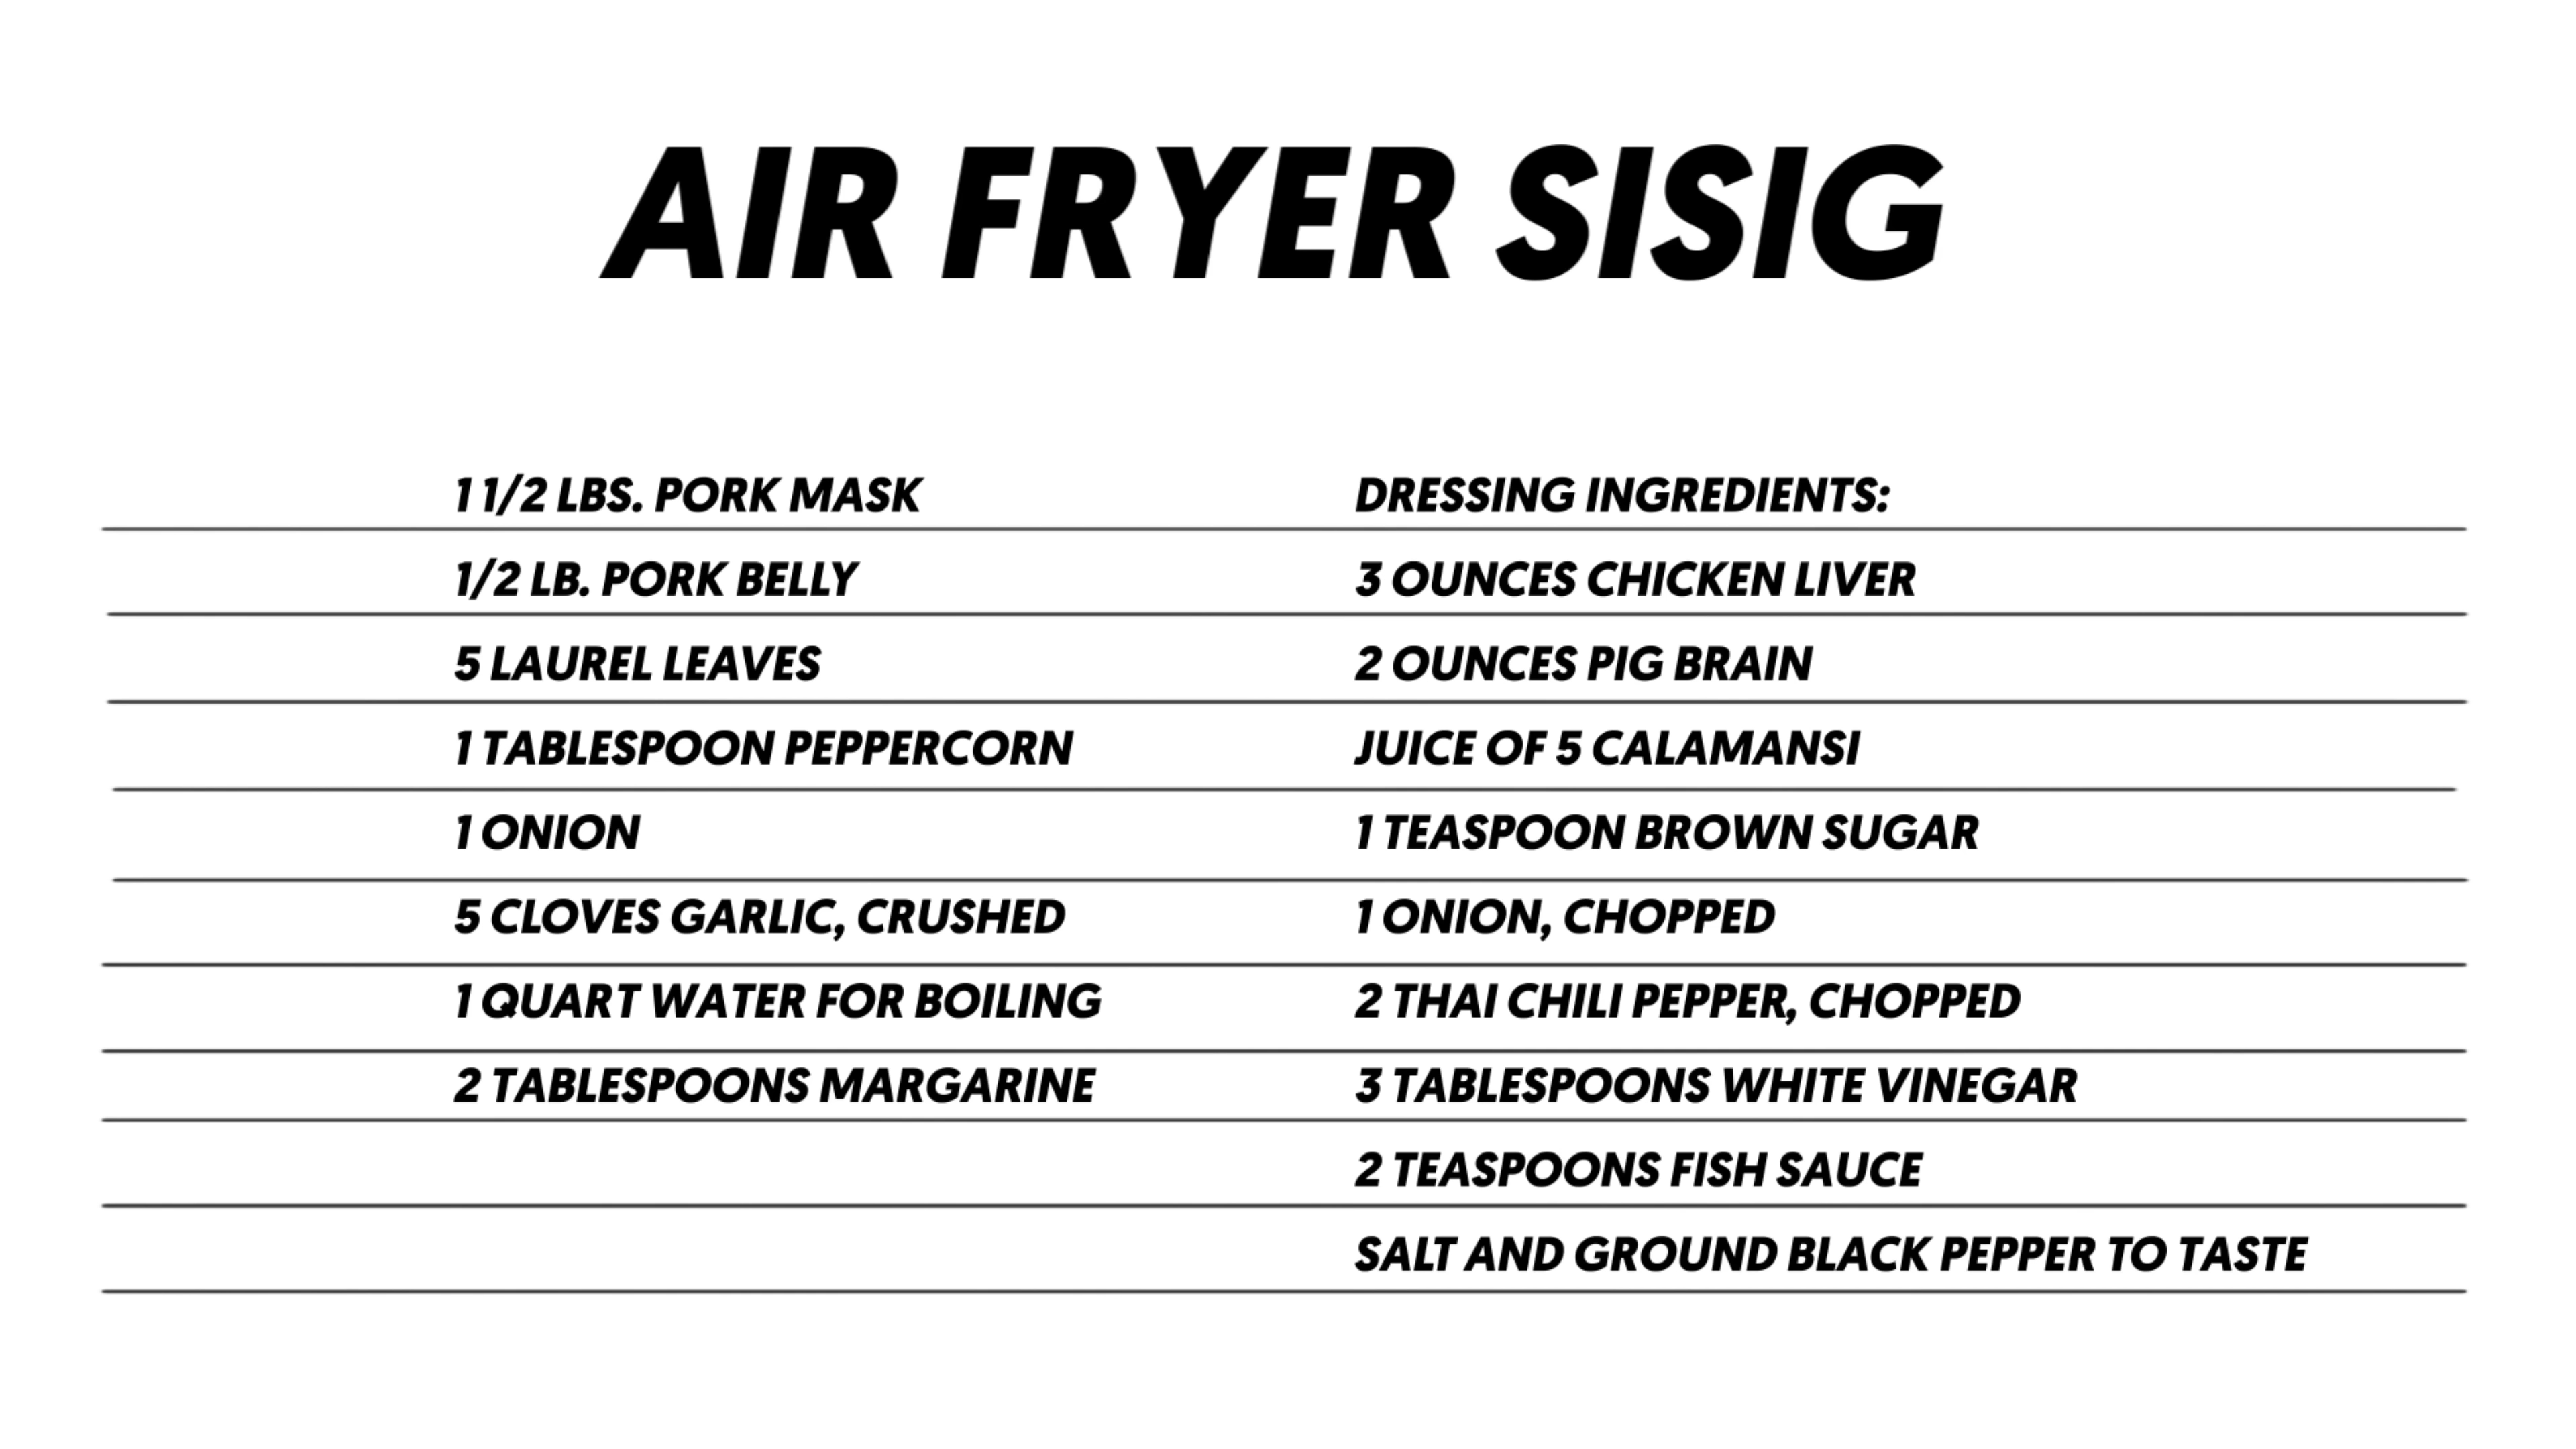 AIR FRYER SISIG
1 1/2 LBS. PORK MASK
1/2 LB. PORK BELLY
5 LAUREL LEAVES
1 TABLESPOON PEPPERCORN
1 ONION
5 CLOVES GARLIC, CRUSHED
1 QUART WATER FOR BOILING
2 TABLESPOONS MARGARINE
DRESSING INGREDIENTS:
3 OUNCES CHICKEN LIVER
2 OUNCES PIG BRAIN
JUICE OF 5 CALAMANSI
1 TEASPOON BROWN SUGAR
1 ONION, CHOPPED
2 THAI CHILI PEPPER, CHOPPED
3 TABLESPOONS WHITE VINEGAR
2 TEASPOONS FISH SAUCE
SALT AND GROUND BLACK PEPPER TO TASTE